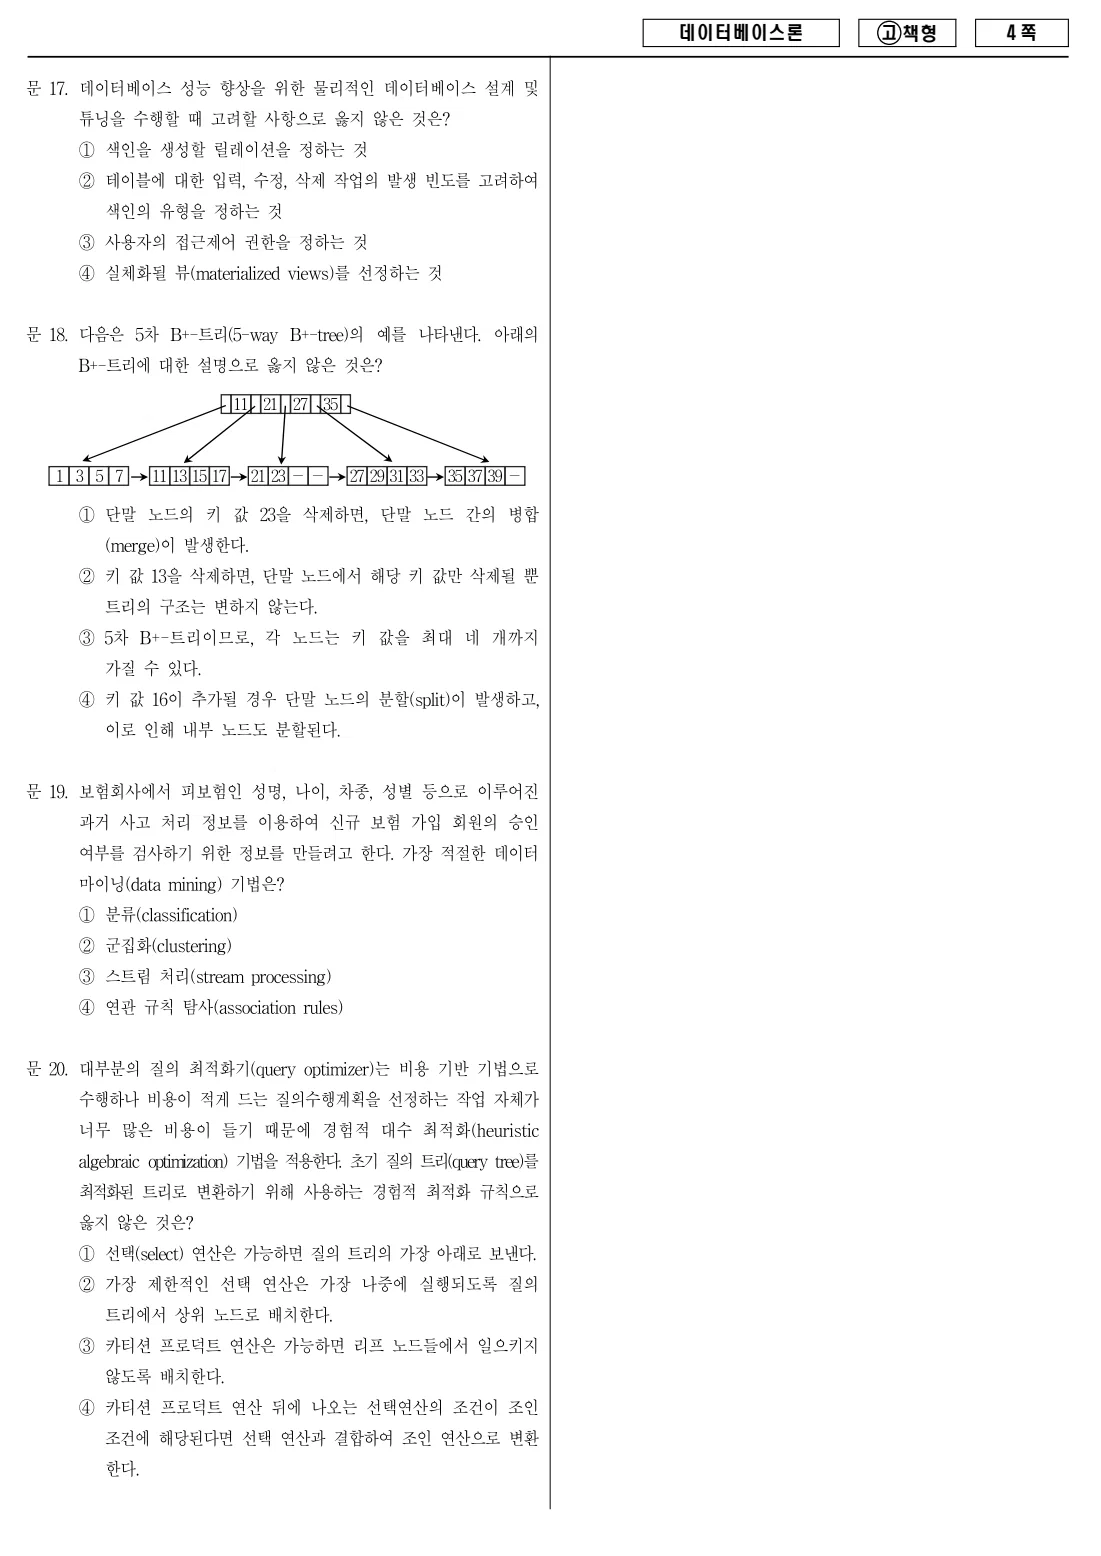 데이터베이스론 고책형 4쪽
문 17. 데이터베이스 성능 향상을 위한 물리적인 데이터베이스 설계 및
튜닝을 수행할 때 고려할 사항으로 옳지 않은 것은?
① 색인을 생성할 릴레이션을 정하는 것
② 테이블에 대한 입력, 수정, 삭제 작업의 발생 빈도를 고려하여
색인의 유형을 정하는 것
③ 사용자의 접근제어 권한을 정하는 것
④ 실체화될 뷰(materialized views)를 선정하는 것
문 18. 다음은 5차 B+-트리(5-way B+-tree)의 예를 나타낸다. 아래의
B+-트리에 대한 설명으로 옳지 않은 것은?
11 21 27 35
1 3 5 7 11 13 15 17 21 23 - - 27 29 31 33 35 37 39 -
① 단말 노드의 키 값 23을 삭제하면, 단말 노드 간의 병합
(merge)이 발생한다.
② 키 값 13을 삭제하면, 단말 노드에서 해당 키 값만 삭제될 뿐
트리의 구조는 변하지 않는다.
③ 5차 B+-트리이므로, 각 노드는 키 값을 최대 네 개까지
가질 수 있다.
④ 키 값 16이 추가될 경우 단말 노드의 분할(split)이 발생하고,
이로 인해 내부 노드도 분할된다.
문 19. 보험회사에서 피보험인 성명, 나이, 차종, 성별 등으로 이루어진
과거 사고 처리 정보를 이용하여 신규 보험 가입 회원의 승인
여부를 검사하기 위한 정보를 만들려고 한다. 가장 적절한 데이터
마이닝(data mining) 기법은?
① 분류(classification)
② 군집화(clustering)
③ 스트림 처리(stream processing)
④ 연관 규칙 탐사(association rules)
문 20. 대부분의 질의 최적화기(query optimizer)는 비용 기반 기법으로
수행하나 비용이 적게 드는 질의수행계획을 선정하는 작업 자체가
너무 많은 비용이 들기 때문에 경험적 대수 최적화(heuristic
algebraic optimization) 기법을 적용한다. 초기 질의 트리(query tree)를
최적화된 트리로 변환하기 위해 사용하는 경험적 최적화 규칙으로
옳지 않은 것은?
① 선택(select) 연산은 가능하면 질의 트리의 가장 아래로 보낸다.
② 가장 제한적인 선택 연산은 가장 나중에 실행되도록 질의
트리에서 상위 노드로 배치한다.
③ 카티션 프로덕트 연산은 가능하면 리프 노드들에서 일으키지
않도록 배치한다.
④ 카티션 프로덕트 연산 뒤에 나오는 선택연산의 조건이 조인
조건에 해당된다면 선택 연산과 결합하여 조인 연산으로 변환
한다.